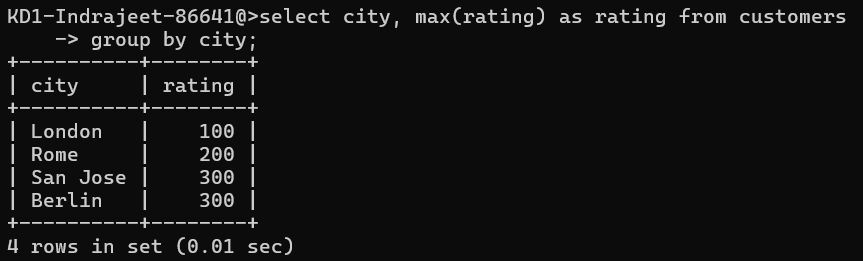 KD1-Indrajeet-86641@>select city, max(rating) as rating from customers
    -> group by city;
+----------+--------+
| city     | rating |
+----------+--------+
| London   |    100 |
| Rome     |    200 |
| San Jose |    300 |
| Berlin   |    300 |
+----------+--------+
4 rows in set (0.01 sec)